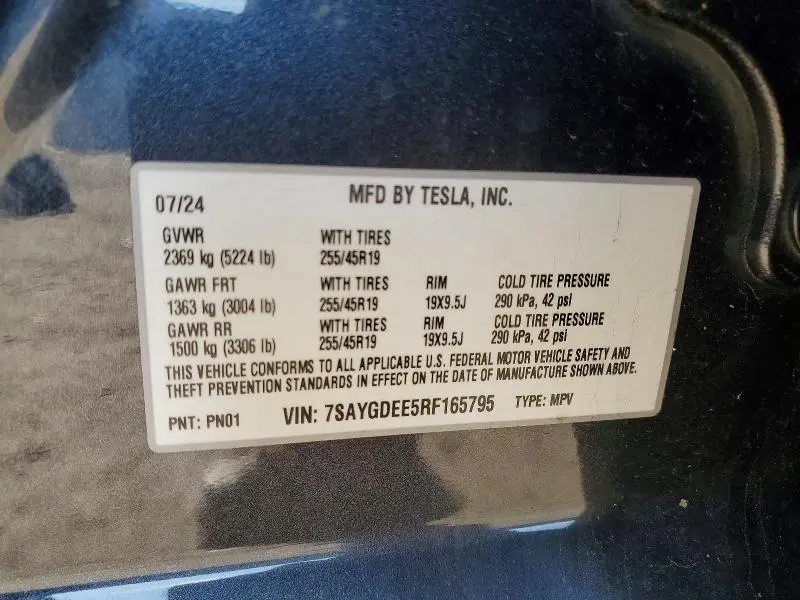 07/24 MFD BY TESLA, INC.
GVWR WITH TIRES
2369 kg (5224 lb) 255/45R19
GAWR FRT WITH TIRES RIM COLD TIRE PRESSURE
1363 kg (3004 lb) 255/45R19 19X9.5J 290 kPa, 42 psi
GAWR RR WITH TIRES RIM COLD TIRE PRESSURE
1500 kg (3306 lb) 255/45R19 19X9.5J 290 kPa, 42 psi
THIS VEHICLE CONFORMS TO ALL APPLICABLE U.S. FEDERAL MOTOR VEHICLE SAFETY AND
THEFT PREVENTION STANDARDS IN EFFECT ON THE DATE OF MANUFACTURE SHOWN ABOVE.
PNT: PN01 VIN: 7SAYGDEE5RF165795 TYPE: MPV